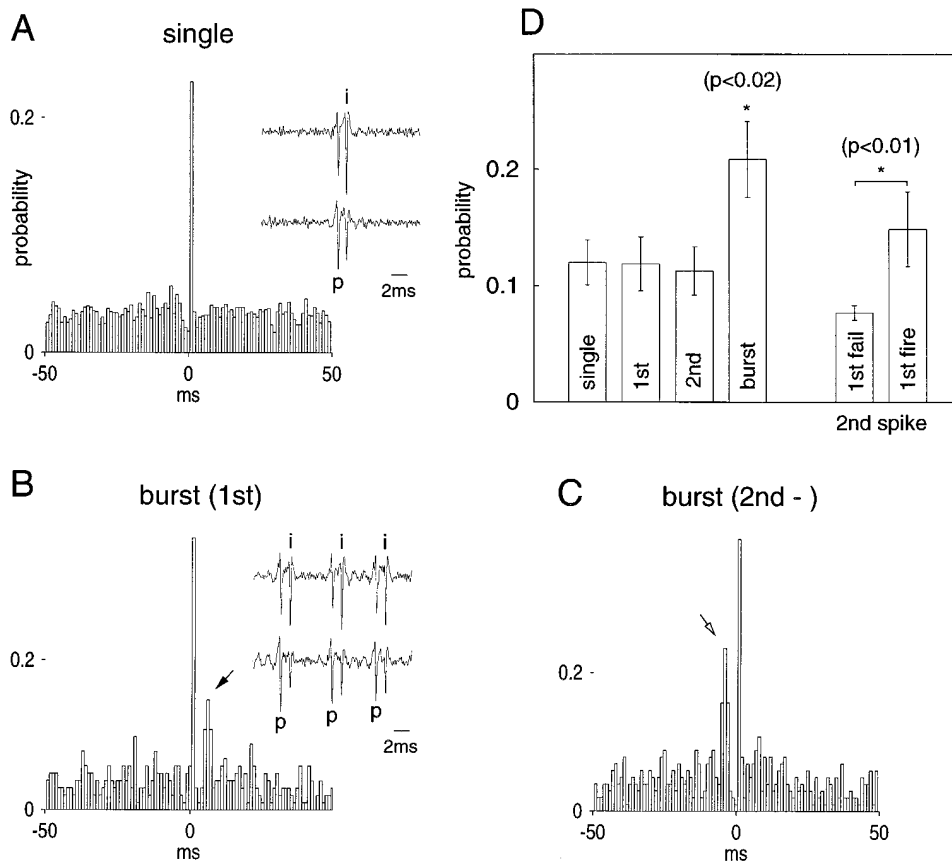 A
single
0.2
probability
0
-50
0
50
ms
i
p
2ms
D
probability
0.2
0.1
0
(p<0.02)
*
(p<0.01)
*
single
1st
2nd
burst
1st fail
1st fire
2nd spike
B
burst (1st)
0.2
0
-50
0
ms
i i i
p p p
2ms
C
burst (2nd - )
0.2
0
-50
0
50
ms